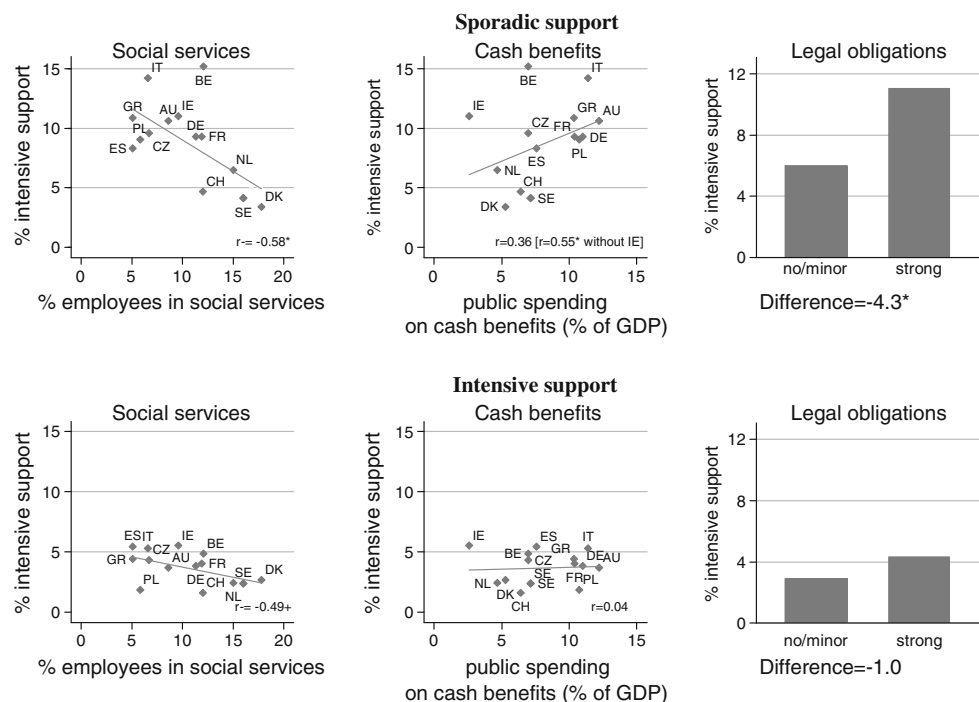 Sporadic support
Social services
Cash benefits
Legal obligations
% intensive support
15
10
5
0
IT
BE
GR
AU
IE
PL
DE
FR
ES
CZ
NL
CH
SE
DK
r-= -0.58*
0 5 10 15 20
% employees in social services
% intensive support
15
10
5
0
IT
BE
IE
GR
AU
CZ
FR
DE
ES
PL
NL
CH
SE
DK
r=0.36 [r=0.55* without IE]
0 5 10 15
public spending
on cash benefits (% of GDP)
% intensive support
12
8
4
0
no/minor strong
Difference=-4.3*
Intensive support
Social services
Cash benefits
Legal obligations
% intensive support
15
10
5
0
ES
IT
IE
CZ
BE
GR
AU
FR
PL
DE
CH
SE
DK
NL
r-= -0.49+
0 5 10 15 20
% employees in social services
% intensive support
15
10
5
0
IE
ES
IT
BE
GR
CZ
DE
AU
SE
NL
SE
FR
PL
DK
CH
r=0.04
0 5 10 15
public spending
on cash benefits (% of GDP)
% intensive support
12
8
4
0
no/minor strong
Difference=-1.0